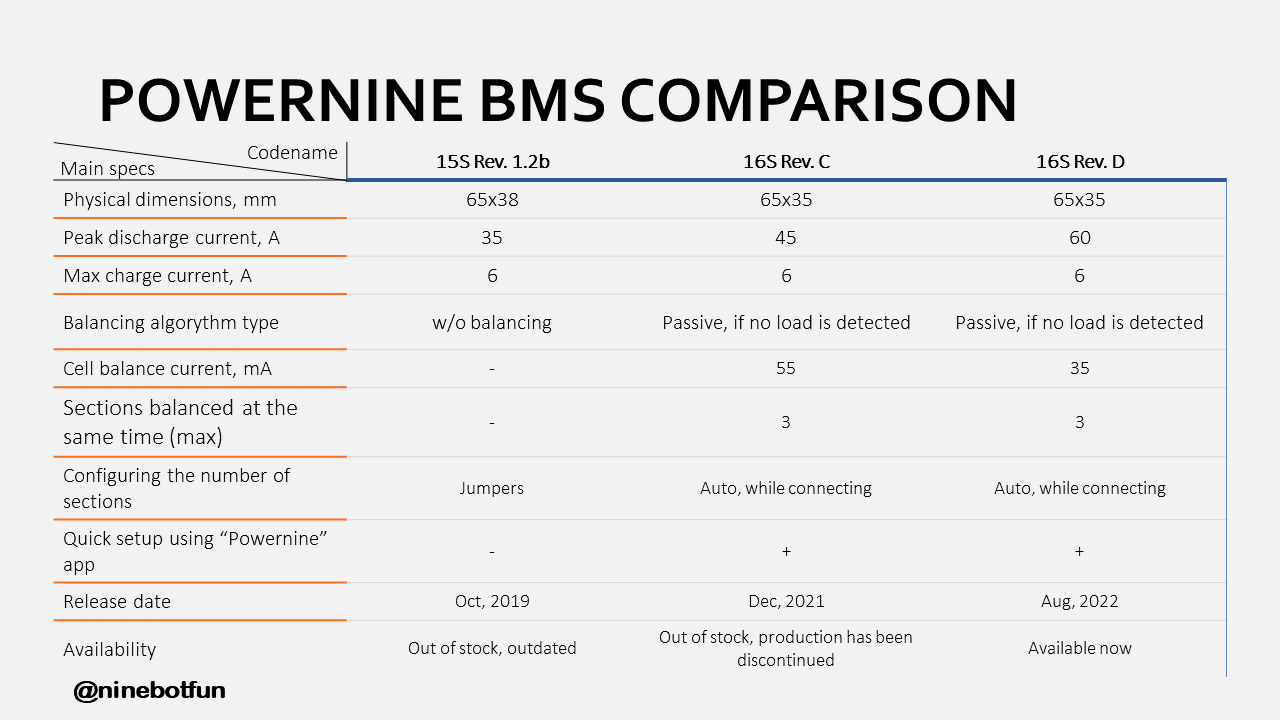 POWERNINE BMS COMPARISON
Codename
Main specs
15S Rev. 1.2b 16S Rev. C 16S Rev. D
Physical dimensions, mm 65x38 65x35 65x35
Peak discharge current, A 35 45 60
Max charge current, A 6 6 6
Balancing algorythm type w/o balancing Passive, if no load is detected Passive, if no load is detected
Cell balance current, mA - 55 35
Sections balanced at the
same time (max) - 3 3
Configuring the number of
sections Jumpers Auto, while connecting Auto, while connecting
Quick setup using “Powernine”
app - + +
Release date Oct, 2019 Dec, 2021 Aug, 2022
Availability Out of stock, outdated Out of stock, production has been
discontinued Available now
@ninebotfun